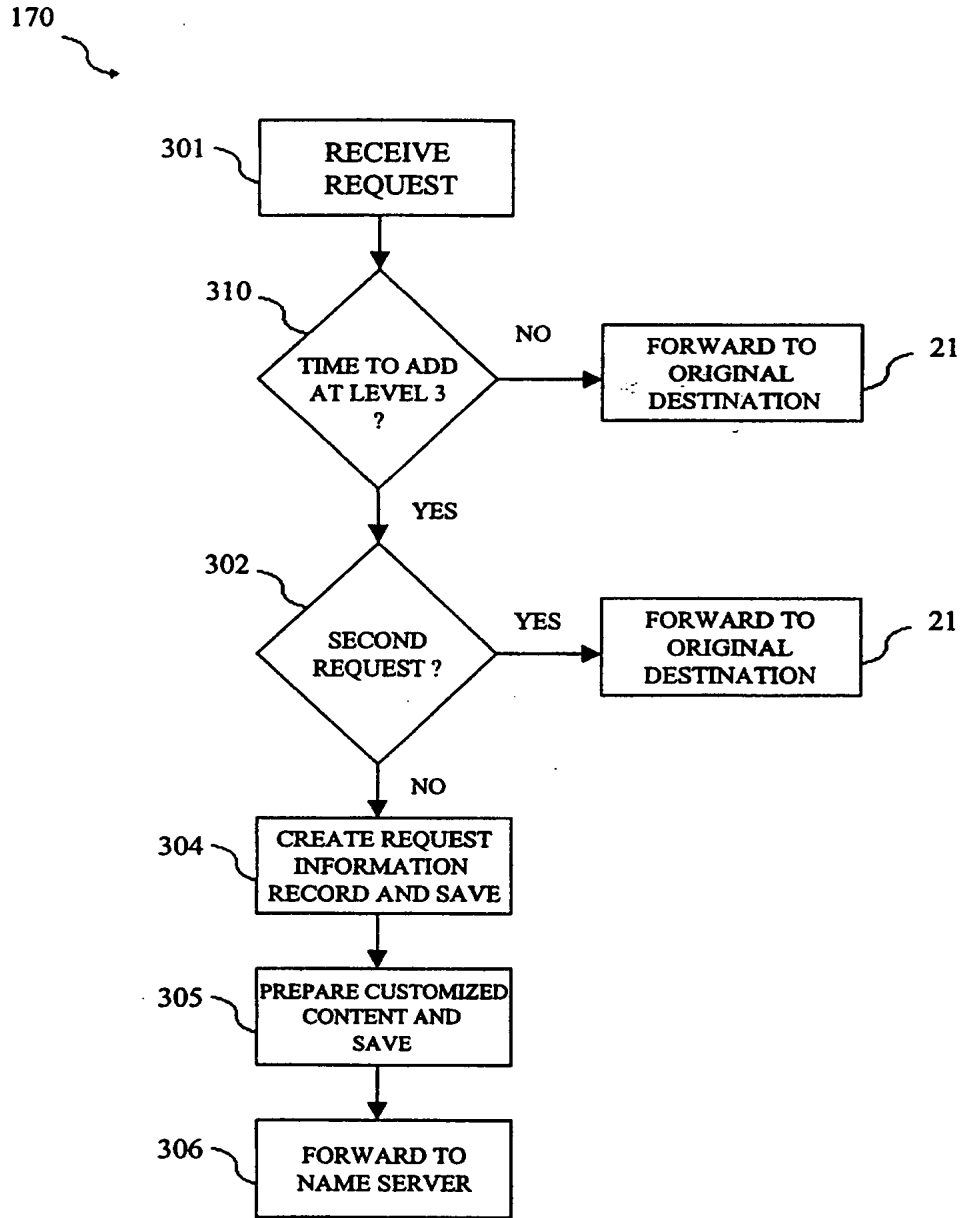 170
301
RECEIVE
REQUEST
310
TIME TO ADD
AT LEVEL 3
?
NO
FORWARD TO
ORIGINAL
DESTINATION
21
YES
302
SECOND
REQUEST ?
YES
FORWARD TO
ORIGINAL
DESTINATION
21
NO
304
CREATE REQUEST
INFORMATION
RECORD AND SAVE
305
PREPARE CUSTOMIZED
CONTENT AND
SAVE
306
FORWARD TO
NAME SERVER